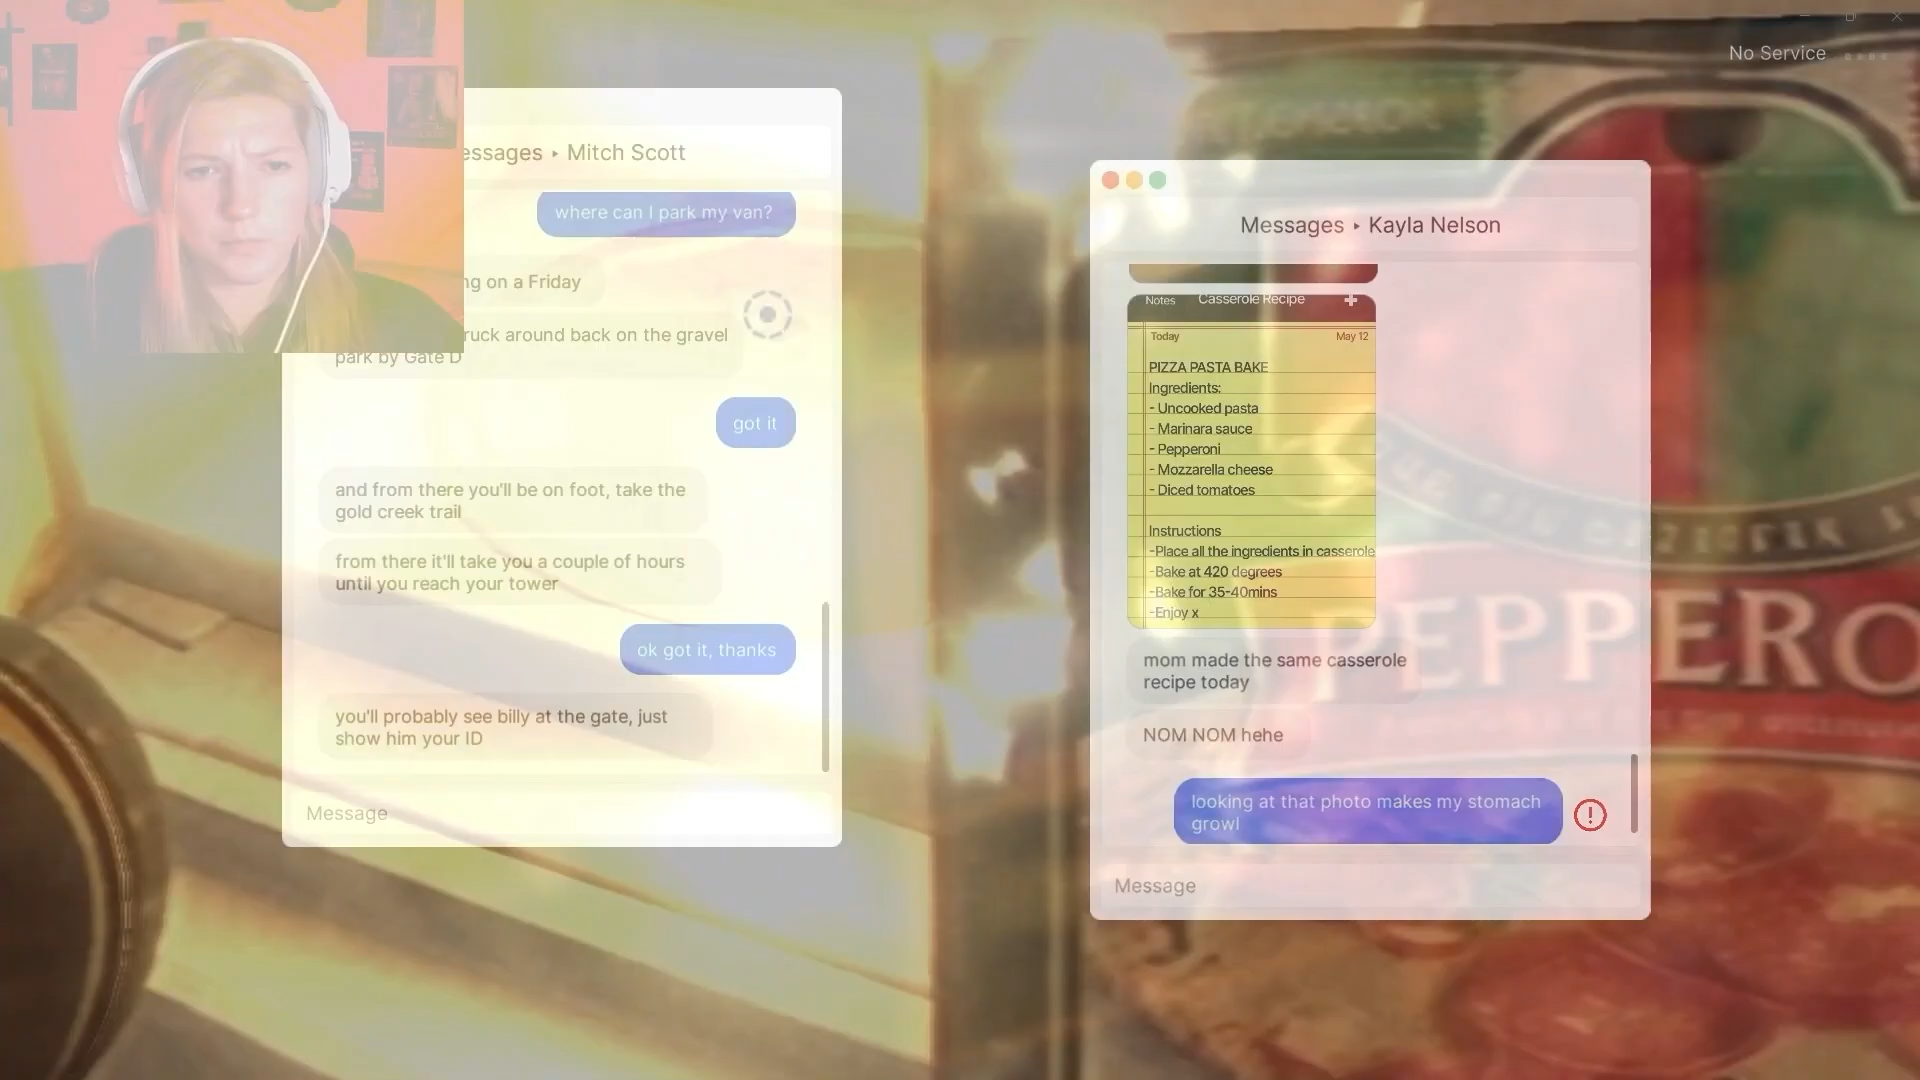 No Service
essages ‣ Mitch Scott
where can I park my van?
ng on a Friday
ruck around back on the gravel
park by Gate D
got it
and from there you'll be on foot, take the
gold creek trail
from there it'll take you a couple of hours
until you reach your tower
ok got it, thanks
you'll probably see billy at the gate, just
show him your ID
Message
Messages ‣ Kayla Nelson
Notes Casserole Recipe +
Today May 12
PIZZA PASTA BAKE
Ingredients:
- Uncooked pasta
- Marinara sauce
- Pepperoni
- Mozzarella cheese
- Diced tomatoes
Instructions
-Place all the ingredients in casserole
-Bake at 420 degrees
-Bake for 35-40mins
-Enjoy x
mom made the same casserole
recipe today
NOM NOM hehe
looking at that photo makes my stomach
growl
Message
PEPPERO